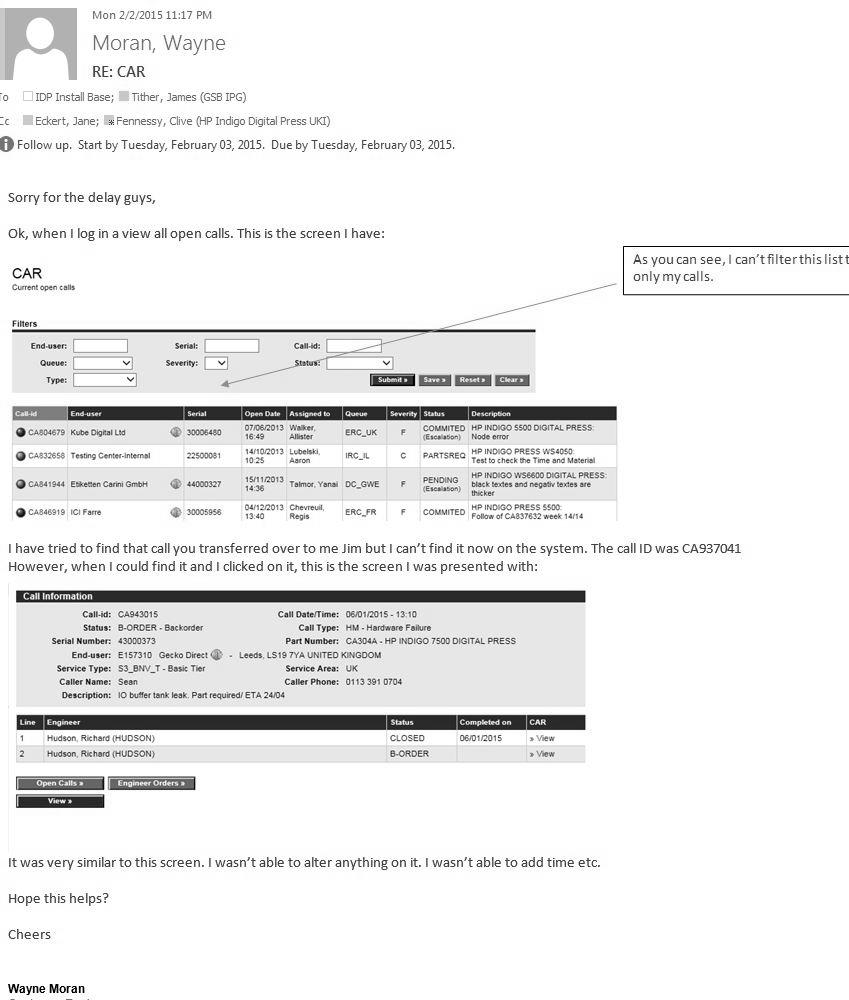 Mon 2/2/2015 11:17 PM
Moran, Wayne
RE: CAR
To IDP Install Base; Tither, James (GSB IPG)
Cc Eckert, Jane; Fennessy, Clive (HP Indigo Digital Press UKI)
Follow up. Start by Tuesday, February 03, 2015. Due by Tuesday, February 03, 2015.
Sorry for the delay guys,
Ok, when I log in a view all open calls. This is the screen I have:
As you can see, I can't filter this list t
only my calls.
CAR
Current open calls
Filters
End-user: Serial: Call-id:
Queue: Severity: Status:
Type: Submit » Save » Reset » Clear »
Call-id End-user Serial Open Date Assigned to Queue Severity Status Description
CA804679 Kube Digital Ltd 30006480 07/06/2013 16:49 Walker, Allister ERC_UK F COMMITED (Escalation) HP INDIGO 5500 DIGITAL PRESS: Node error
CA832658 Testing Center-Internal 22500081 14/10/2013 10:25 Lubelski, Aaron IRC_IL C PARTSREQ HP INDIGO PRESS WS4050: Test to check the Time and Material
CA841944 Etiketten Carini GmbH 44000327 15/11/2013 14:36 Talmor, Yanai DC_GWE F PENDING (Escalation) HP INDIGO WS6600 DIGITAL PRESS: black textes and negativ textes are thicker
CA846919 ICI Farre 30005956 04/12/2013 13:40 Chevreuil, Regis ERC_FR F COMMITED HP INDIGO PRESS 5500: Follow of CA837632 week 14/14
I have tried to find that call you transferred over to me Jim but I can't find it now on the system. The call ID was CA937041
However, when I could find it and I clicked on it, this is the screen I was presented with:
Call Information
Call-id: CA943015 Call Date/Time: 06/01/2015 - 13:10
Status: B-ORDER - Backorder Call Type: HM - Hardware Failure
Serial Number: 43000373 Part Number: CA304A - HP INDIGO 7500 DIGITAL PRESS
End-user: E157310 Gecko Direct - Leeds, LS19 7YA UNITED KINGDOM
Service Type: S3_BNV_T - Basic Tier Service Area: UK
Caller Name: Sean Caller Phone: 0113 391 0704
Description: IO buffer tank leak. Part required/ ETA 24/04
Line Engineer Status Completed on CAR
1 Hudson, Richard (HUDSON) CLOSED 06/01/2015 » View
2 Hudson, Richard (HUDSON) B-ORDER » View
Open Calls » Engineer Orders »
View »
It was very similar to this screen. I wasn't able to alter anything on it. I wasn't able to add time etc.
Hope this helps?
Cheers
Wayne Moran